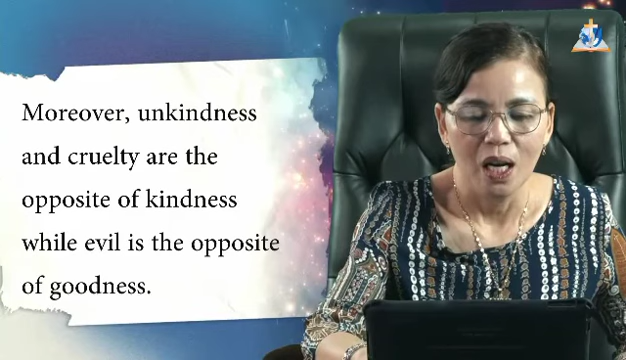 Moreover, unkindness
and cruelty are the
opposite of kindness
while evil is the opposite
of goodness.